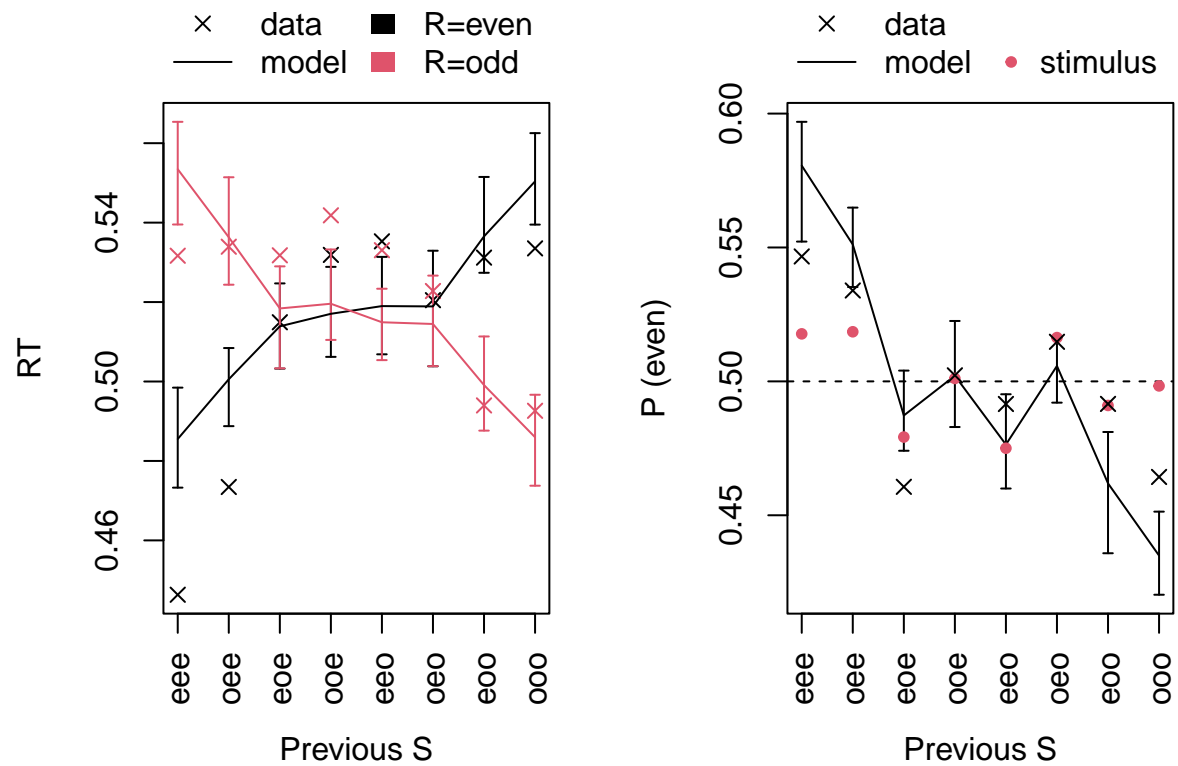 data R=even
model R=odd
RT
0.54
0.50
0.46
eee oee eoe ooe eeo oeo eoo ooo
Previous S
data
model stimulus
P (even)
0.60
0.55
0.50
0.45
eee oee eoe ooe eeo oeo eoo ooo
Previous S